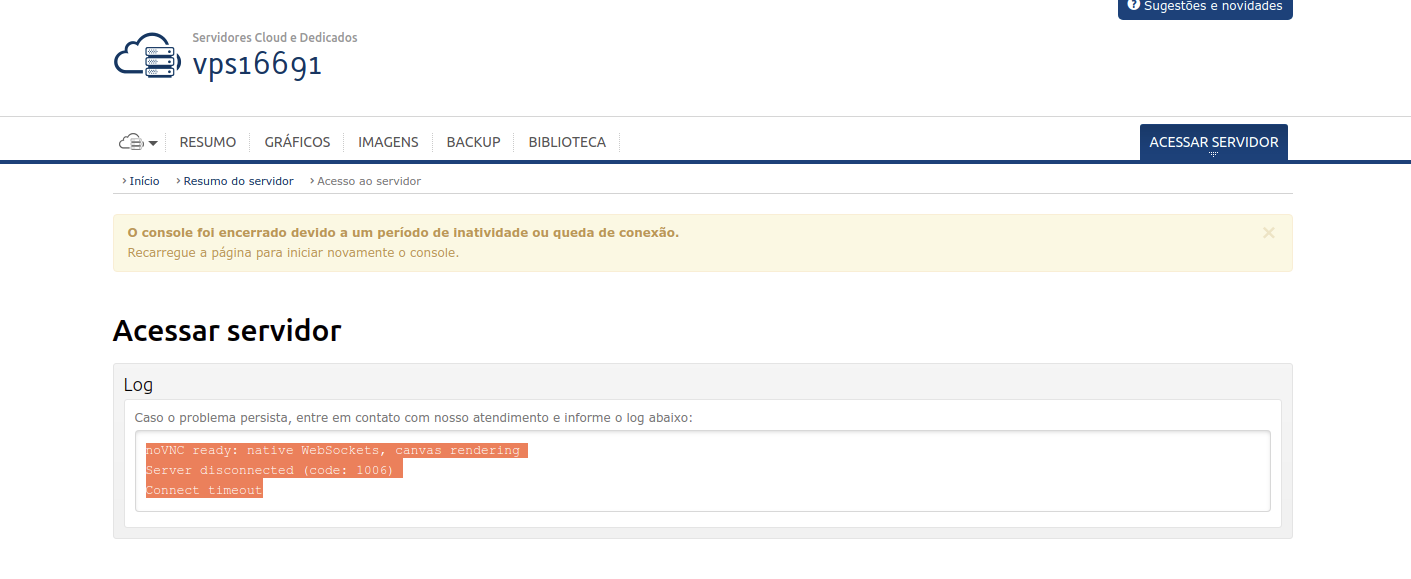 Sugestões e novidades
Servidores Cloud e Dedicados
vps16691
RESUMO GRÁFICOS IMAGENS BACKUP BIBLIOTECA ACESSAR SERVIDOR
› Início › Resumo do servidor › Acesso ao servidor
O console foi encerrado devido a um período de inatividade ou queda de conexão.
Recarregue a página para iniciar novamente o console.
Acessar servidor
Log
Caso o problema persista, entre em contato com nosso atendimento e informe o log abaixo:
noVNC ready: native WebSockets, canvas rendering
Server disconnected (code: 1006)
Connect timeout